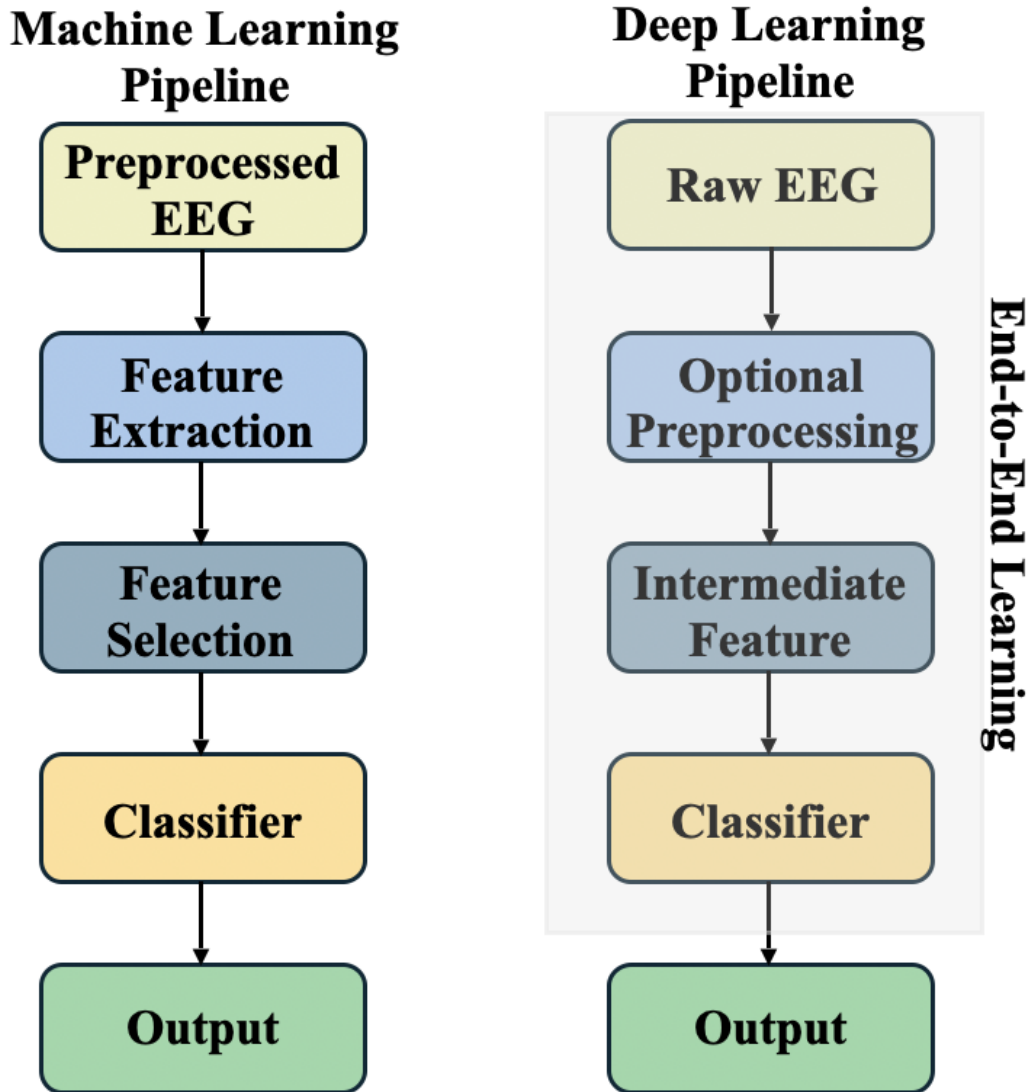 Machine Learning
Pipeline
Preprocessed
EEG
Feature
Extraction
Feature
Selection
Classifier
Output
Deep Learning
Pipeline
Raw EEG
Optional
Preprocessing
Intermediate
Feature
Classifier
Output
End-to-End Learning